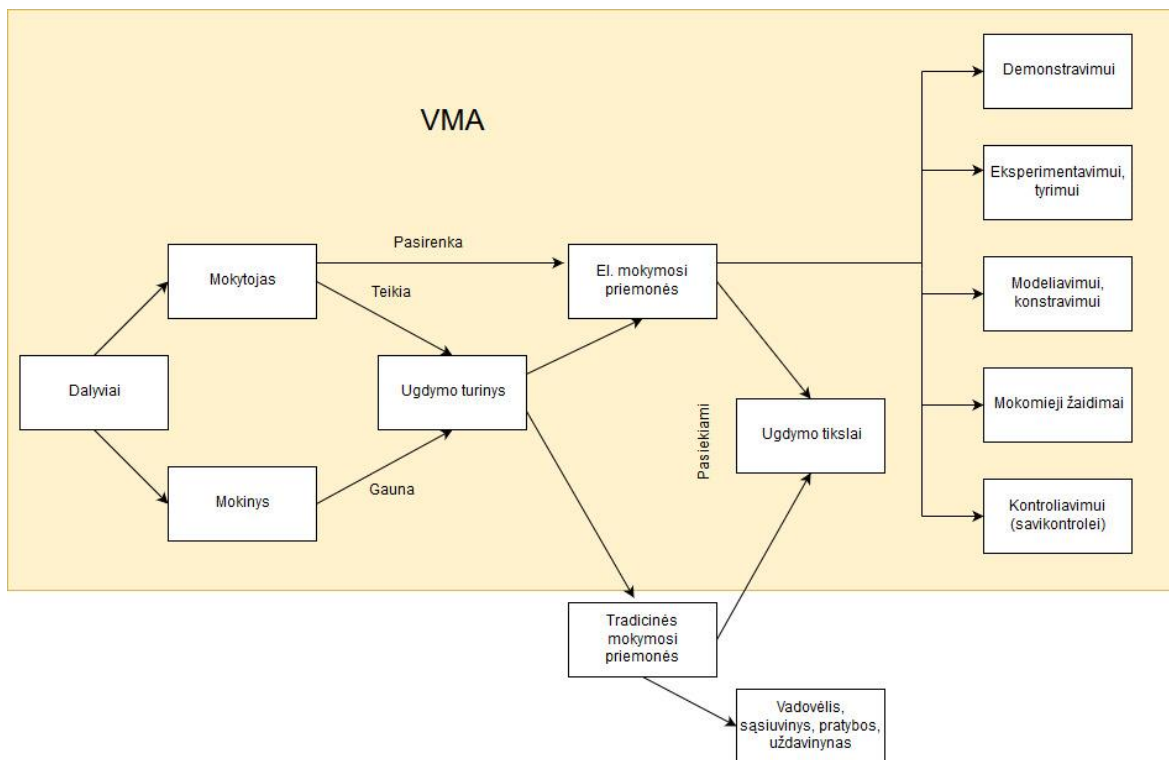 VMA
Dalyviai
Mokytojas
Mokinys
Pasirenka
Teikia
Gauna
Ugdymo turinys
El. mokymosi
priemonės
Pasiekiami
Ugdymo tikslai
Demonstravimui
Eksperimentavimui,
tyrimui
Modeliavimui,
konstravimui
Mokomieji žaidimai
Kontroliavimui
(savikontrolei)
Tradicinės
mokymosi
priemonės
Vadovėlis,
sąsiuvinys, pratybos,
uždavinynas